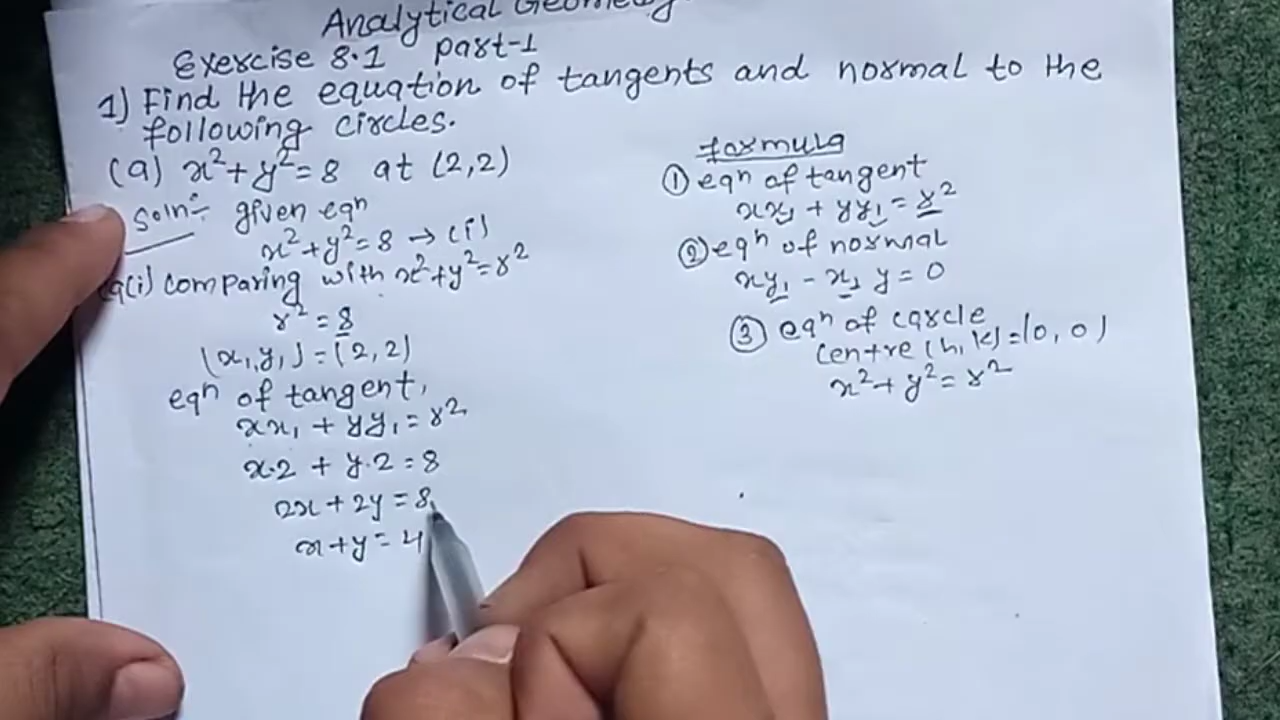 Analytical Geometry
Exercise 8.1 part-1
1) Find the equation of tangents and normal to the
following circles.
(a) x² + y² = 8 at (2,2)
Soln:- given eqn
x² + y² = 8 → (i)
eq(i) comparing with x² + y² = r²
r² = 8
(x₁, y₁) = (2, 2)
eqⁿ of tangent,
xx₁ + yy₁ = r²
x.2 + y.2 = 8
2x + 2y = 8
x + y = 4
formula
① eqn of tangent
xx₁ + yy₁ = r²
② eqⁿ of normal
xy₁ - x₁y = 0
③ eqⁿ of carcle
centre (h, k) = (0, 0)
x² + y² = r²